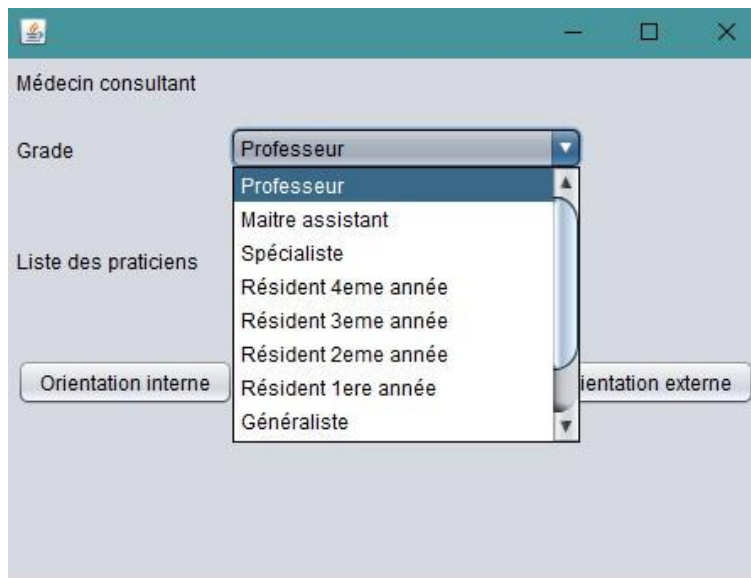 Médecin consultant
Grade
Professeur
Professeur
Maitre assistant
Spécialiste
Liste des praticiens
Résident 4eme année
Résident 3eme année
Résident 2eme année
Résident 1ere année
Généraliste
Orientation interne
ientation externe